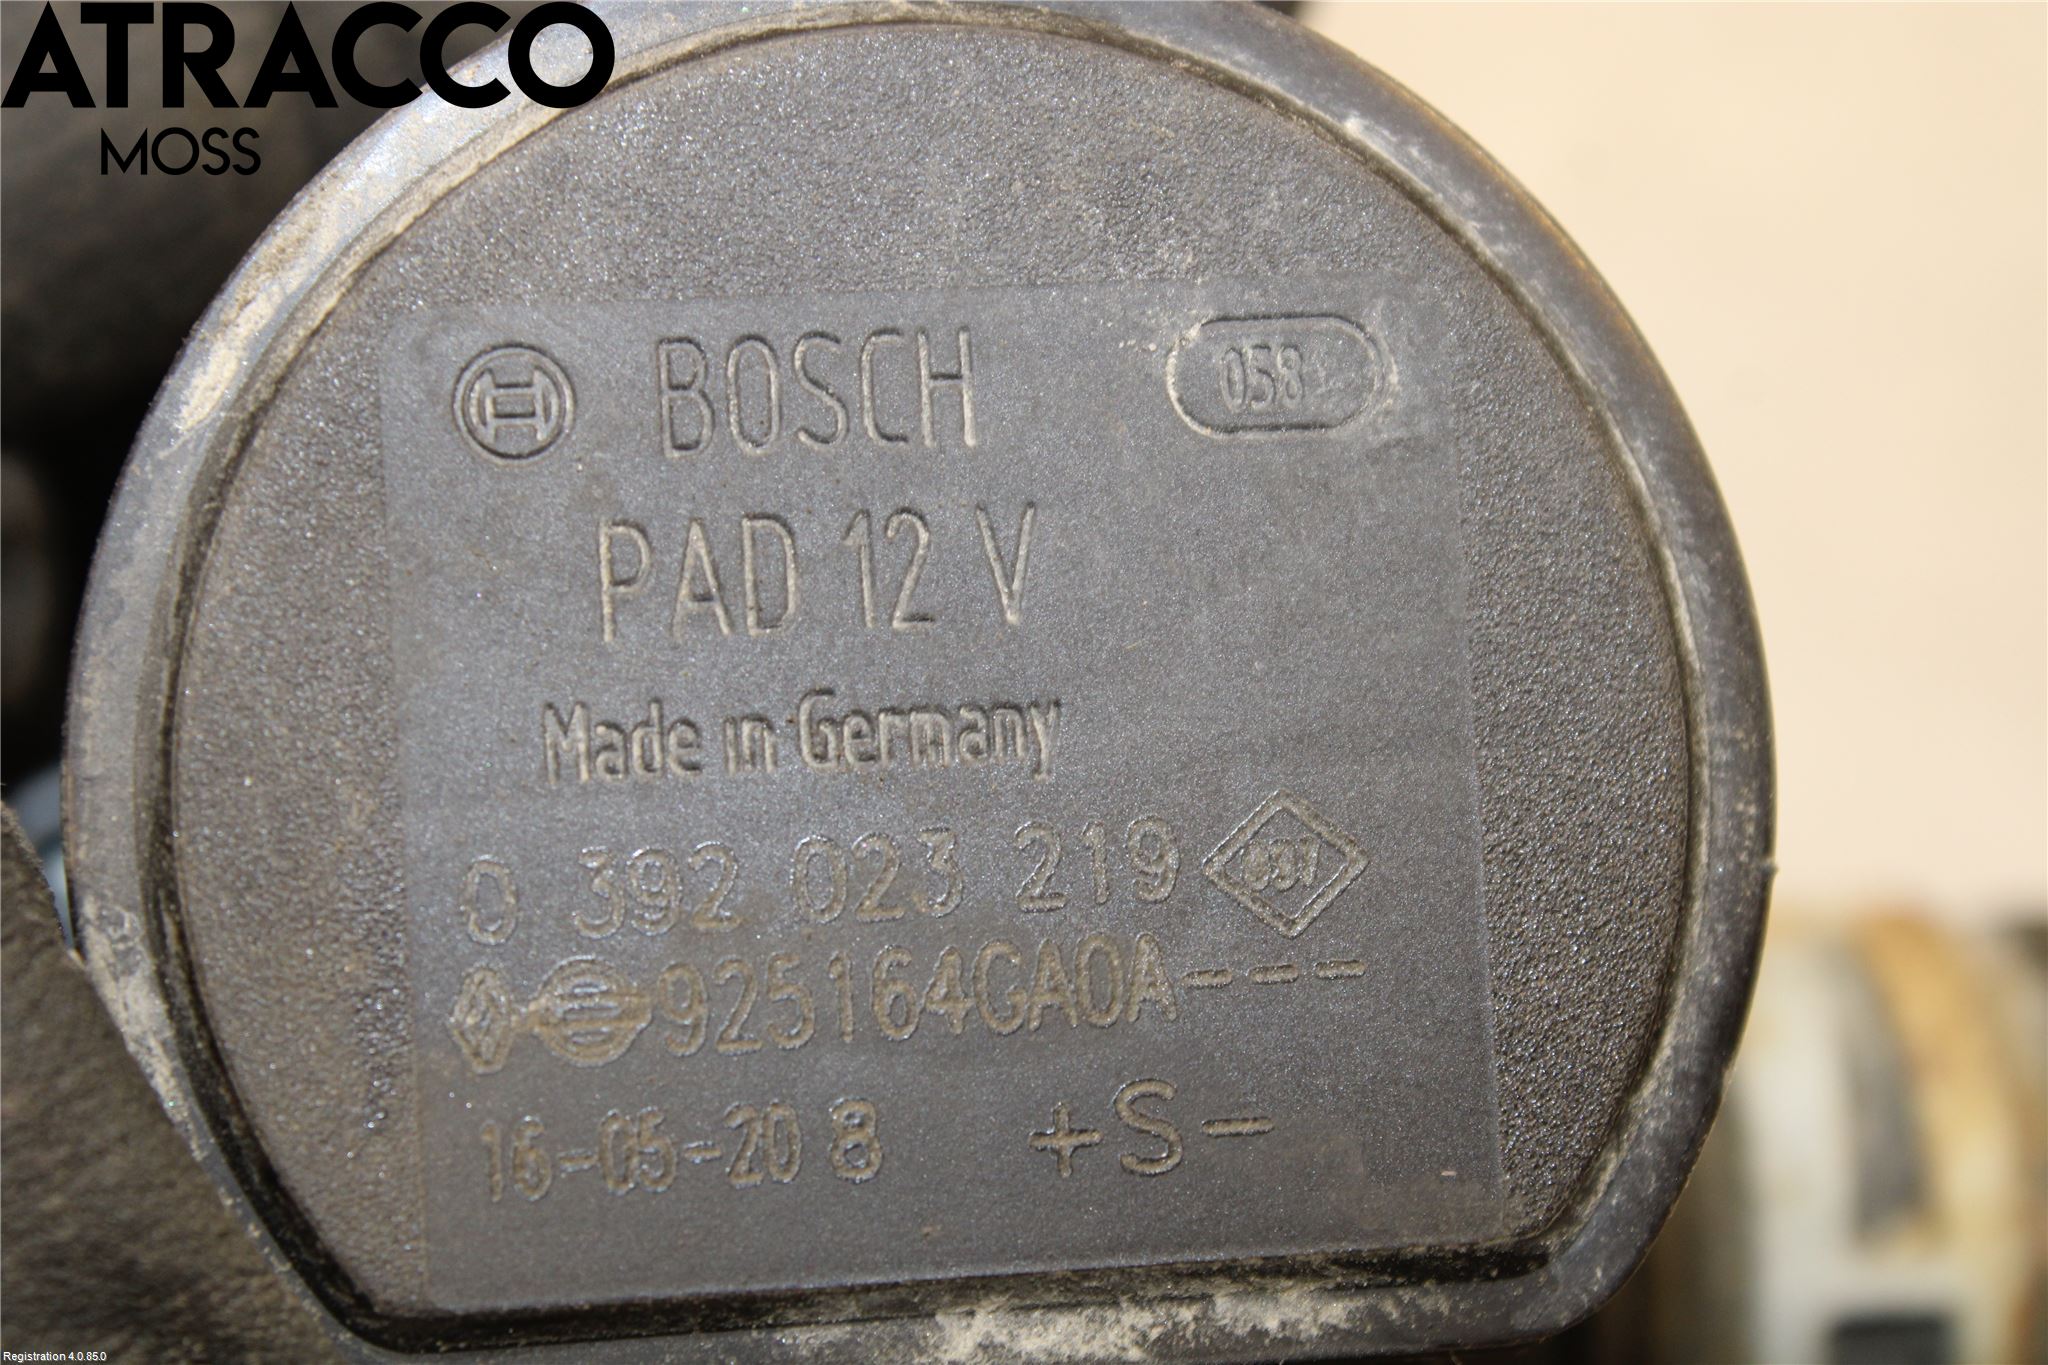 ATRACCO
MOSS
BOSCH 058
PAD 12 V
Made in Germany
0 392 023 219
925164GA0A---
16-05-20 8 +S-
Registration 4.0.85.0